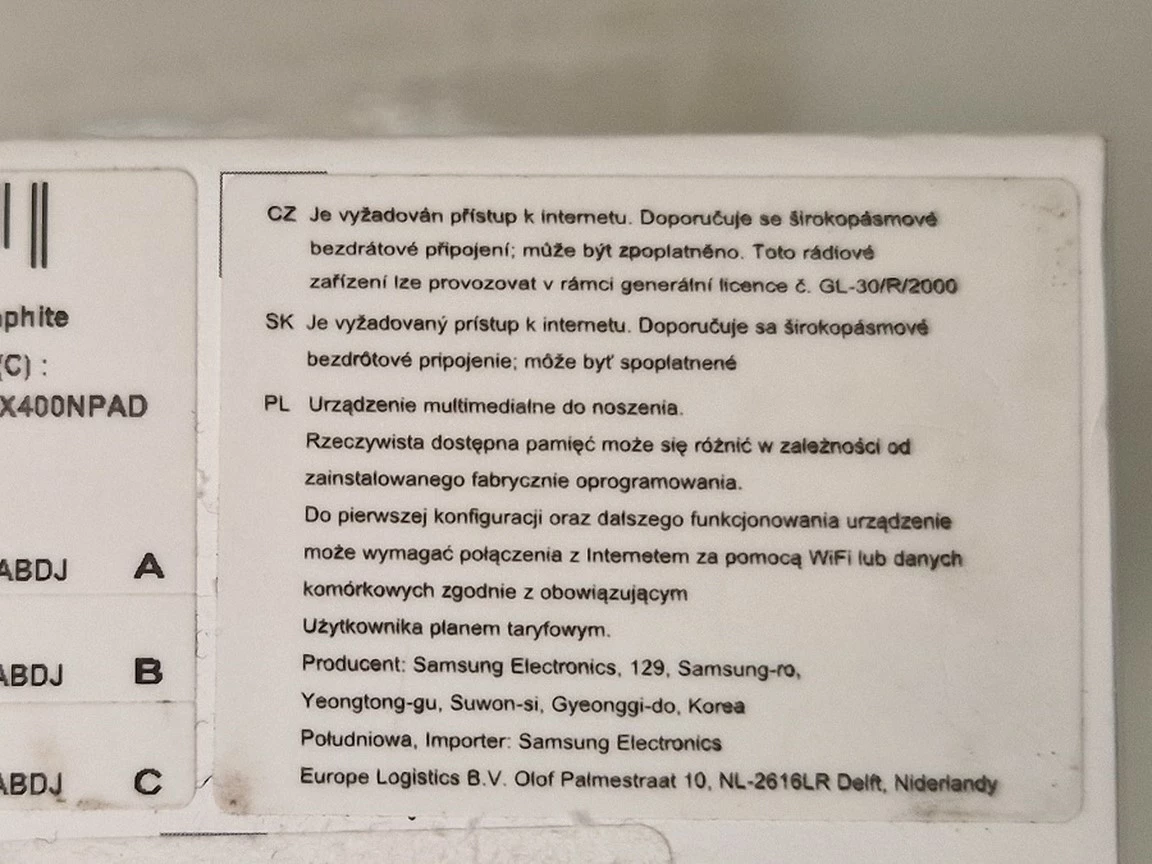 phite
(C) :
X400NPAD
ABDJ A
ABDJ B
ABDJ C
CZ Je vyžadován přístup k internetu. Doporučuje se širokopásmové
bezdrátové připojení; může být zpoplatněno. Toto rádiové
zařízení lze provozovat v rámci generální licence č. GL-30/R/2000
SK Je vyžadovaný prístup k internetu. Doporučuje sa širokopásmové
bezdrôtové pripojenie; môže byť spoplatnené
PL Urządzenie multimedialne do noszenia.
Rzeczywista dostępna pamięć może się różnić w zależności od
zainstalowanego fabrycznie oprogramowania.
Do pierwszej konfiguracji oraz dalszego funkcjonowania urządzenie
może wymagać połączenia z Internetem za pomocą WiFi lub danych
komórkowych zgodnie z obowiązującym
Użytkownika planem taryfowym.
Producent: Samsung Electronics, 129, Samsung-ro,
Yeongtong-gu, Suwon-si, Gyeonggi-do, Korea
Południowa, Importer: Samsung Electronics
Europe Logistics B.V. Olof Palmestraat 10, NL-2616LR Delft, Niderlandy